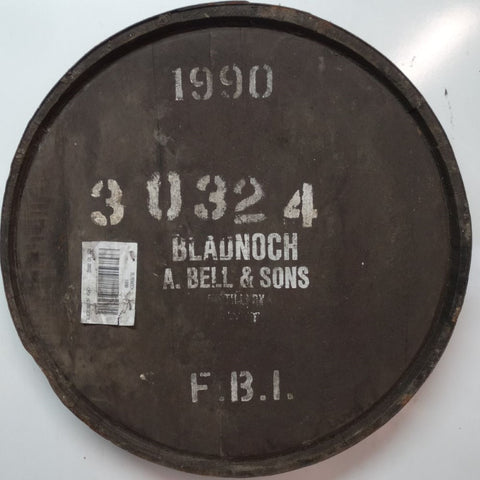 1990
30324
BLADNOCH
A. BELL & SONS
F.B.I.